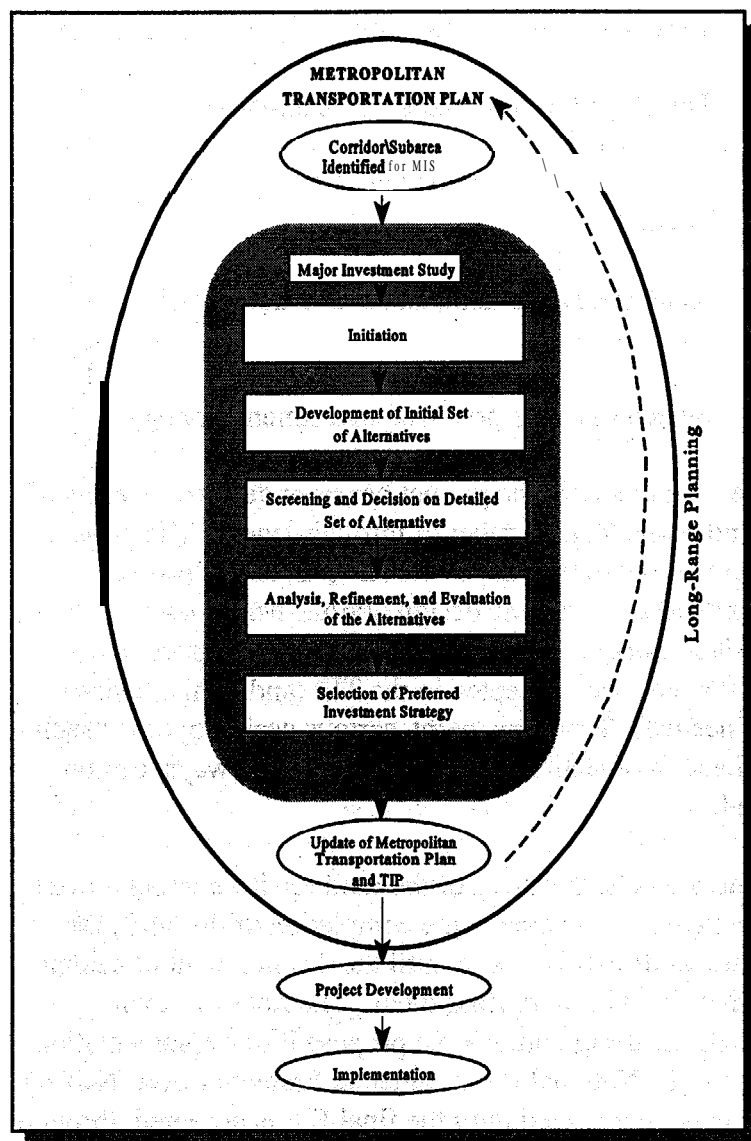 METROPOLITAN
TRANSPORTATION PLAN
Corridor\Subarea
Identified for MIS
Major Investment Study
Initiation
Development of Initial Set
of Alternatives
Screening and Decision on Detailed
Set of Alternatives
Analysis, Refinement, and Evaluation
of the Alternatives
Selection of Preferred
Investment Strategy
Update of Metropolitan
Transportation Plan
and TIP
Project Development
Implementation
Long-Range Planning